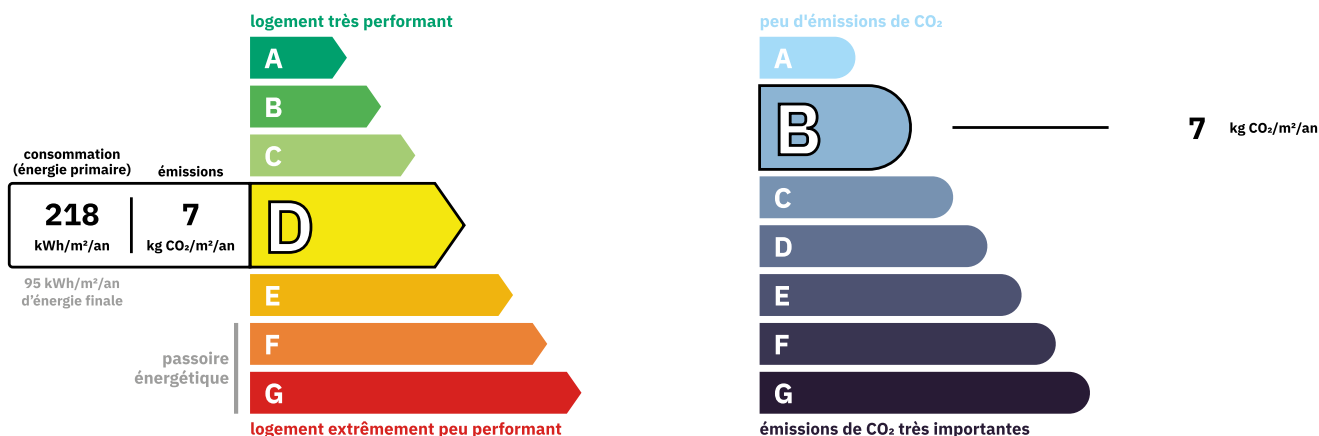 logement très performant
A
B
C
consommation
(énergie primaire)
émissions
218
kWh/m²/an
7
kg CO₂/m²/an
D
95 kWh/m²/an
d’énergie finale
E
passoire
énergétique
F
G
logement extrêmement peu performant
peu d'émissions de CO₂
A
B
7 kg CO₂/m²/an
C
D
E
F
G
émissions de CO₂ très importantes